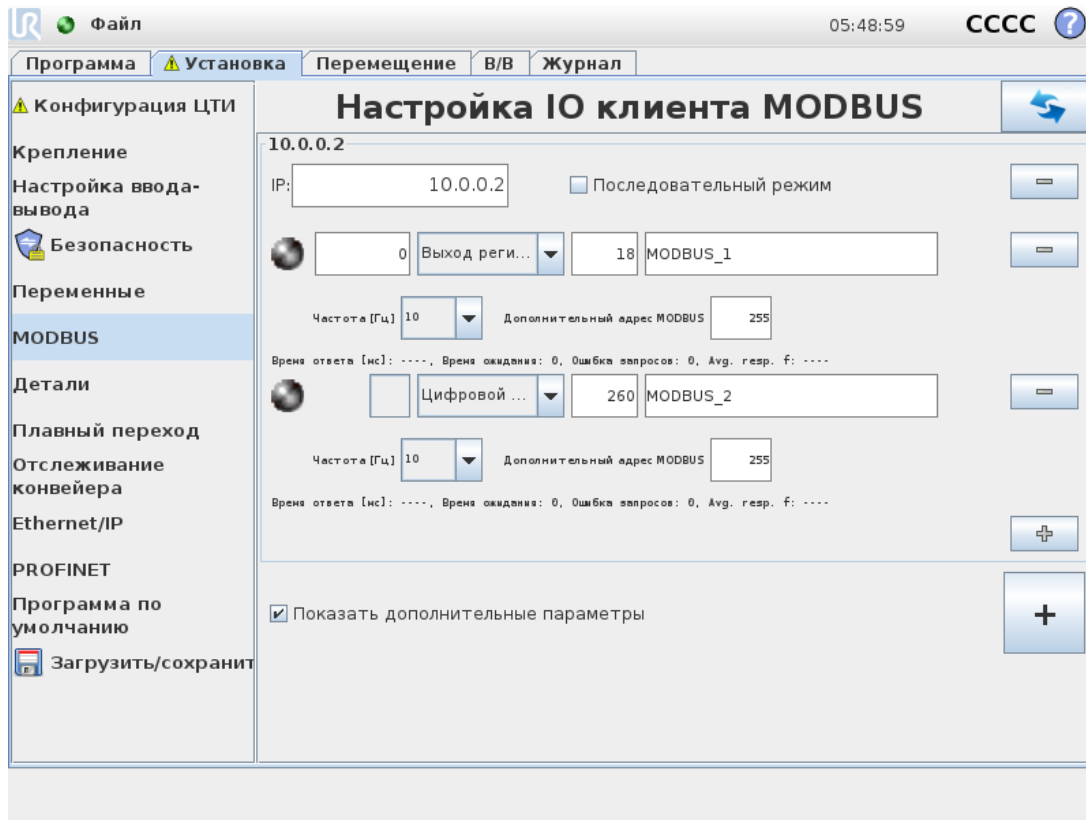 UR Файл 05:48:59 CCCC ?
Программа Установка Перемещение В/В Журнал
Конфигурация ЦТИ
Крепление
Настройка ввода-
вывода
Безопасность
Переменные
MODBUS
Детали
Плавный переход
Отслеживание
конвейера
Ethernet/IP
PROFINET
Программа по
умолчанию
Загрузить/сохранит
Настройка IO клиента MODBUS
10.0.0.2
IP: 10.0.0.2 Последовательный режим
0 Выход реги... 18 MODBUS_1
Частота [Гц] 10 Дополнительный адрес MODBUS 255
Время ответа [мс]: ----, Время ожидания: 0, Ошибка запросов: 0, Avg. resp. f: ----
Цифровой ... 260 MODBUS_2
Частота [Гц] 10 Дополнительный адрес MODBUS 255
Время ответа [мс]: ----, Время ожидания: 0, Ошибка запросов: 0, Avg. resp. f: ----
Показать дополнительные параметры